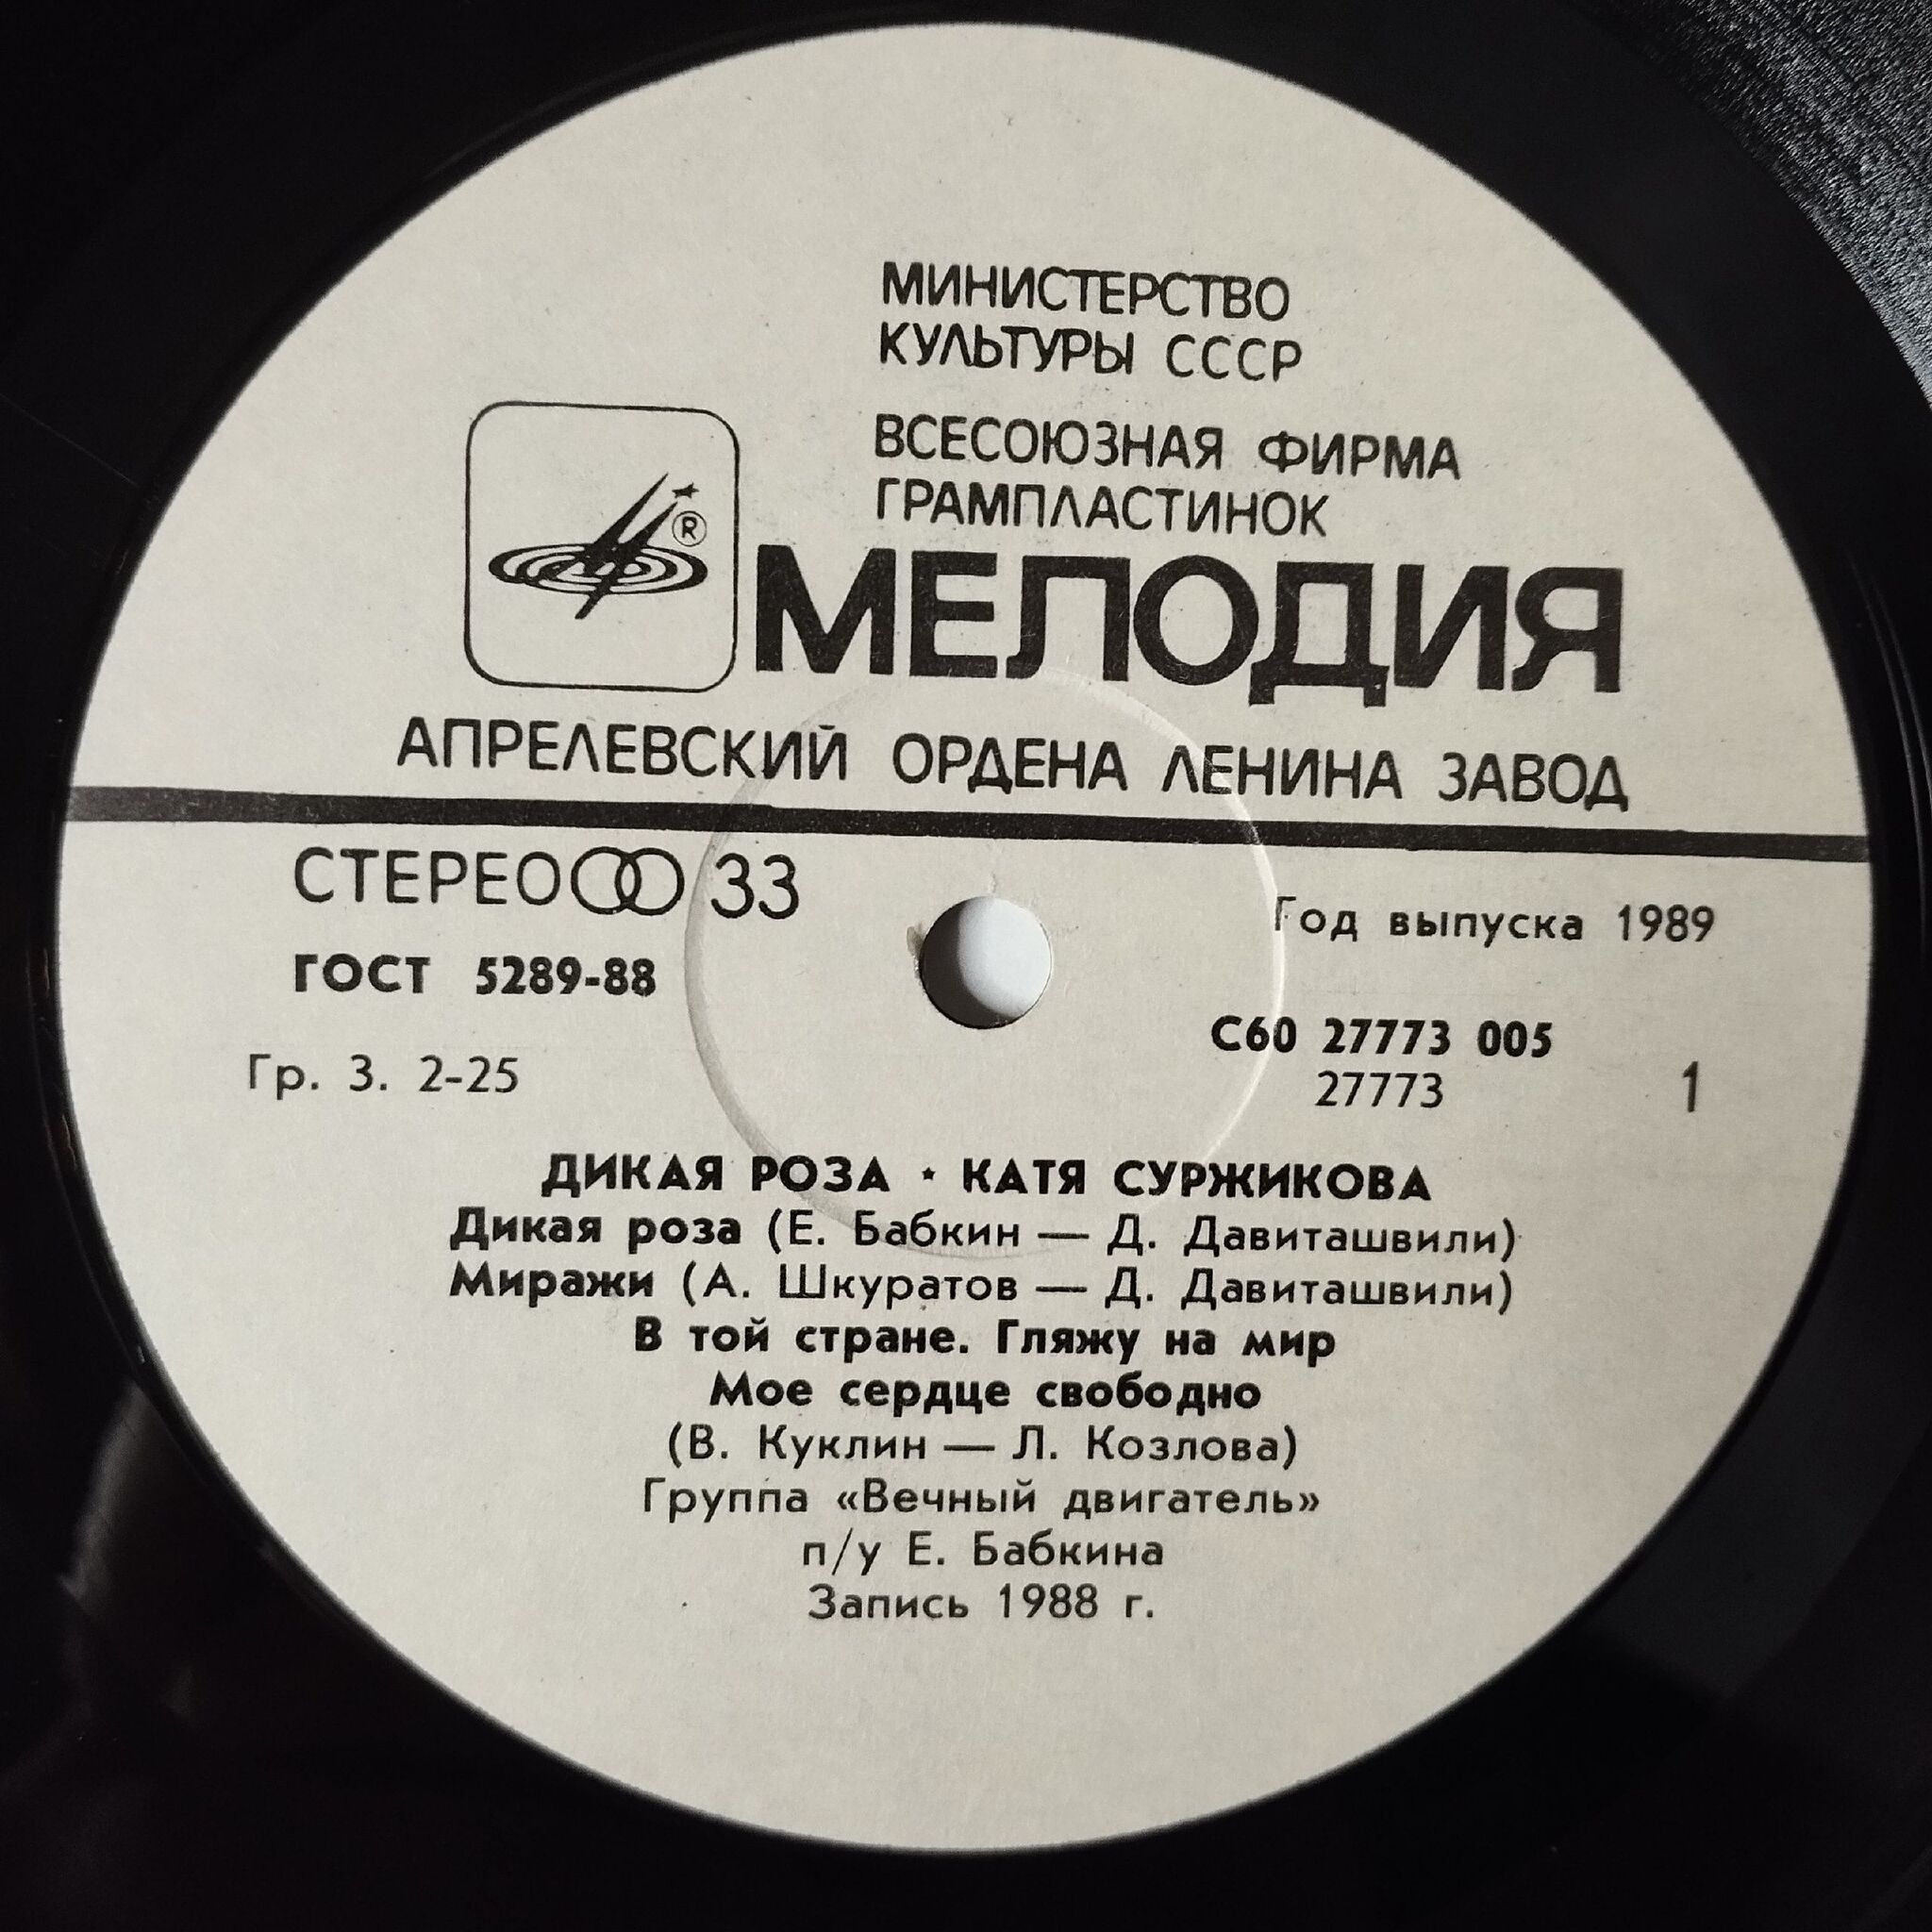 МИНИСТЕРСТВО
КУЛЬТУРЫ СССР
ВСЕСОЮЗНАЯ ФИРМА
ГРАМПЛАСТИНОК
®
МЕЛОДИЯ
АПРЕЛЕВСКИЙ ОРДЕНА ЛЕНИНА ЗАВОД
СТЕРЕО 33
Год выпуска 1989
ГОСТ 5289-88
С60 27773 005
Гр. 3. 2-25
27773 1
ДИКАЯ РОЗА · КАТЯ СУРЖИКОВА
Дикая роза (Е. Бабкин — Д. Давиташвили)
Миражи (А. Шкуратов — Д. Давиташвили)
В той стране. Гляжу на мир
Мое сердце свободно
(В. Куклин — Л. Козлова)
Группа «Вечный двигатель»
п/у Е. Бабкина
Запись 1988 г.